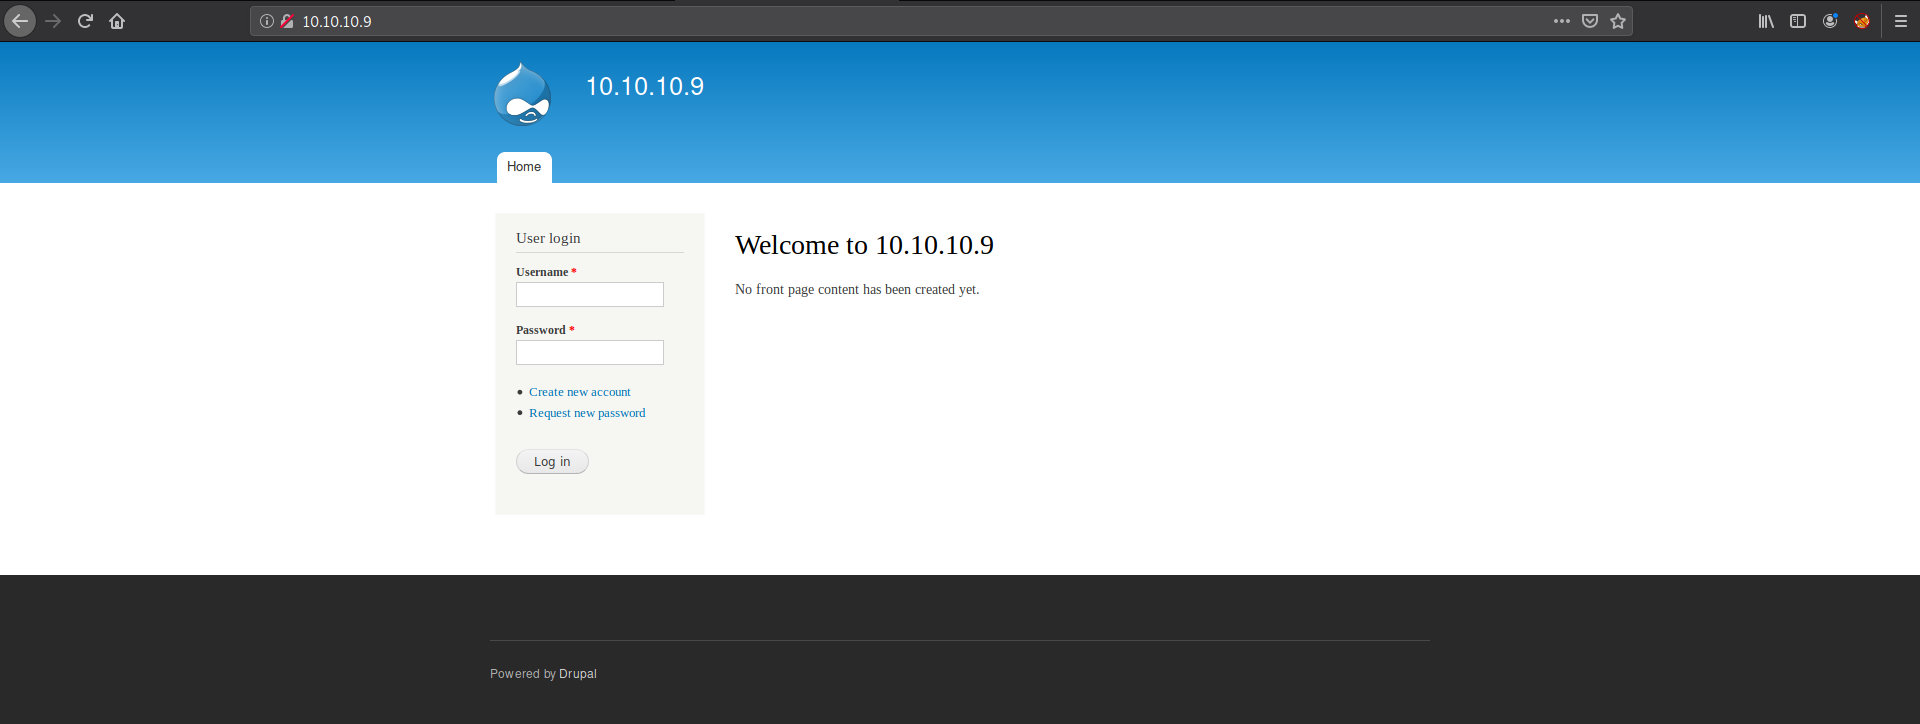 10.10.10.9
10.10.10.9
Home
User login
Username *
Password *
Create new account
Request new password
Log in
Welcome to 10.10.10.9
No front page content has been created yet.
Powered by Drupal